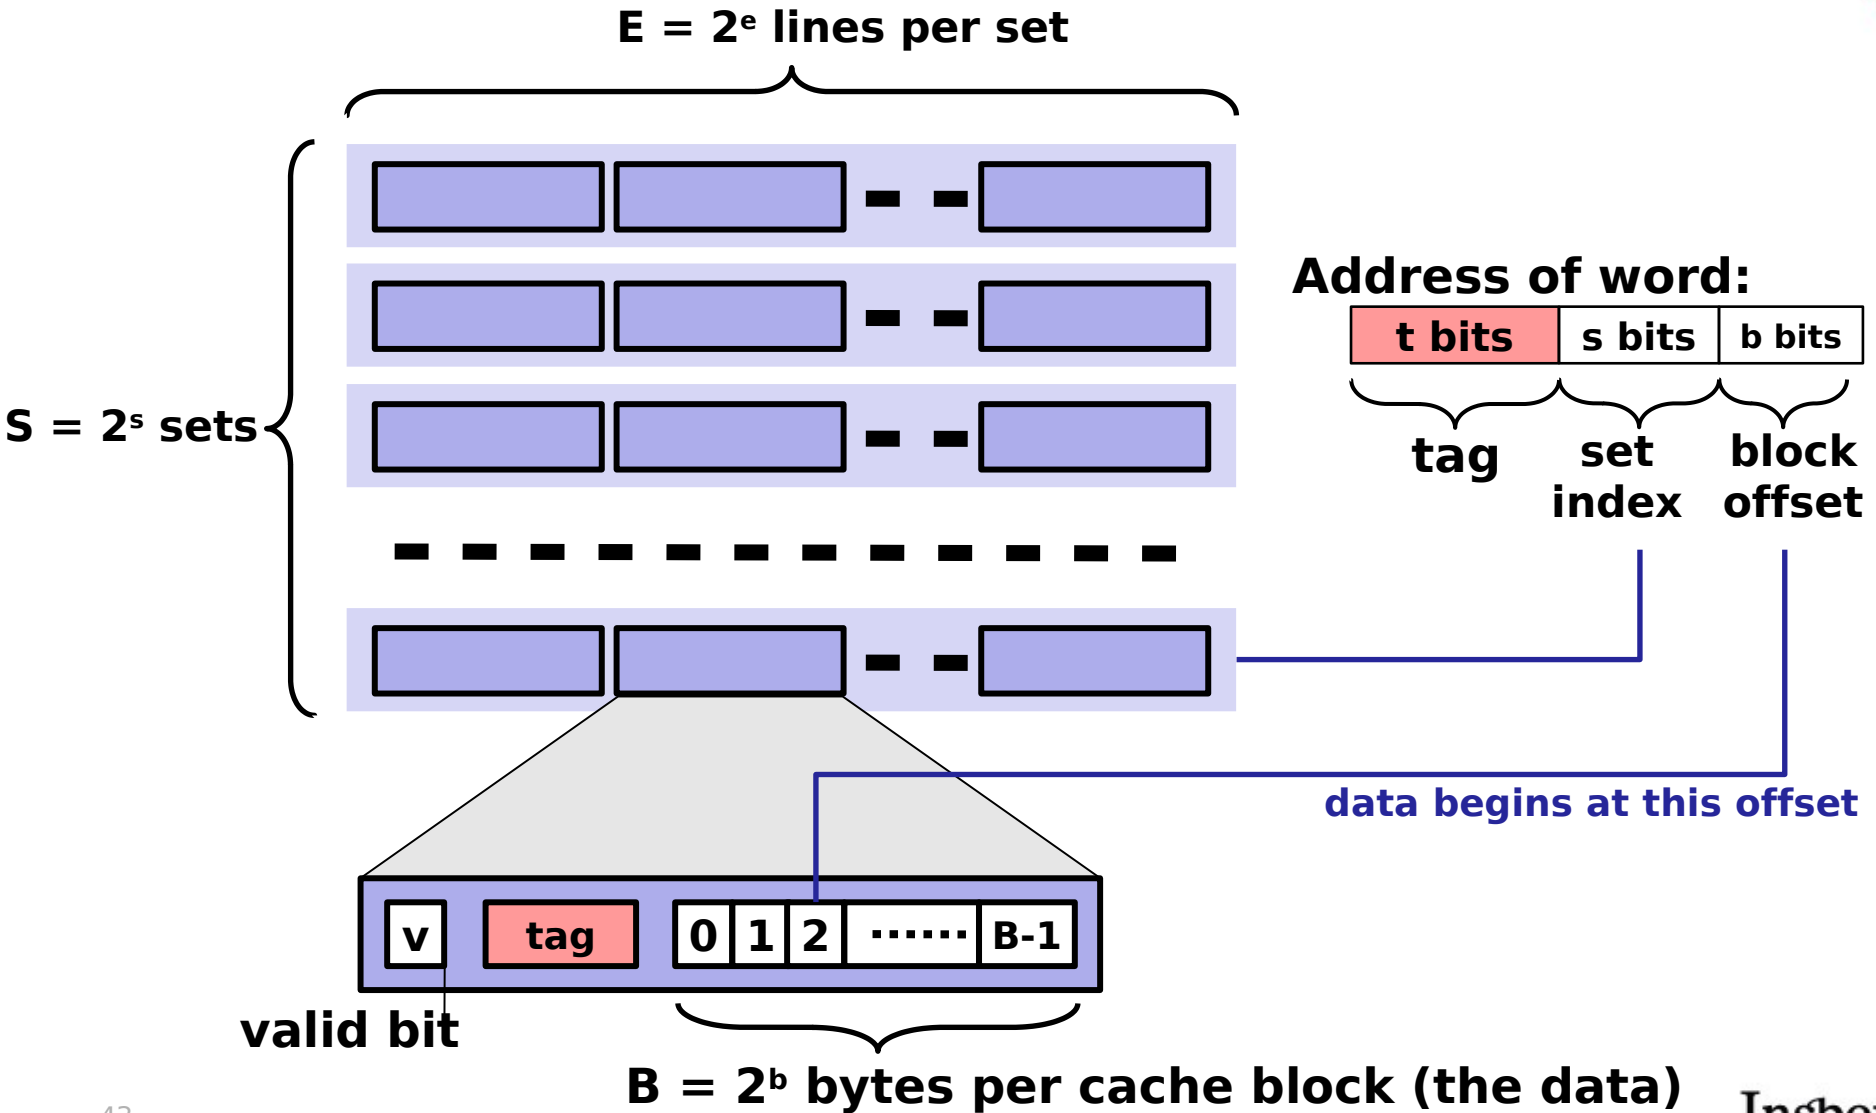 E = 2ᵉ lines per set
Address of word:
t bits s bits b bits
S = 2ˢ sets
tag set index block offset
data begins at this offset
v tag 0 1 2 ...... B-1
valid bit
B = 2ᵇ bytes per cache block (the data)